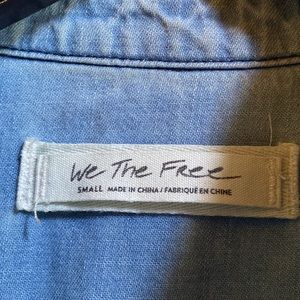 We The Free
SMALL MADE IN CHINA / FABRIQUÉ EN CHINE